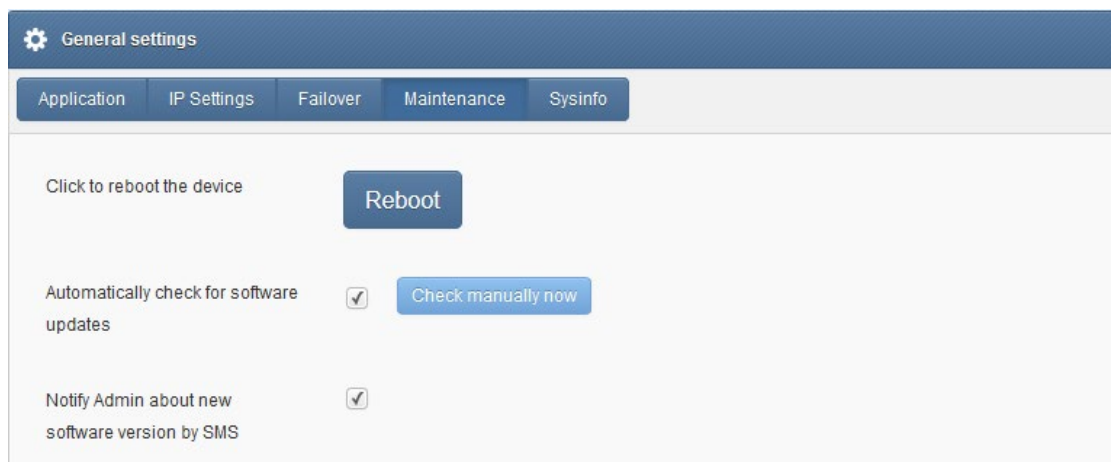 General settings
Application IP Settings Failover Maintenance Sysinfo
Click to reboot the device Reboot
Automatically check for software Check manually now
updates
Notify Admin about new
software version by SMS